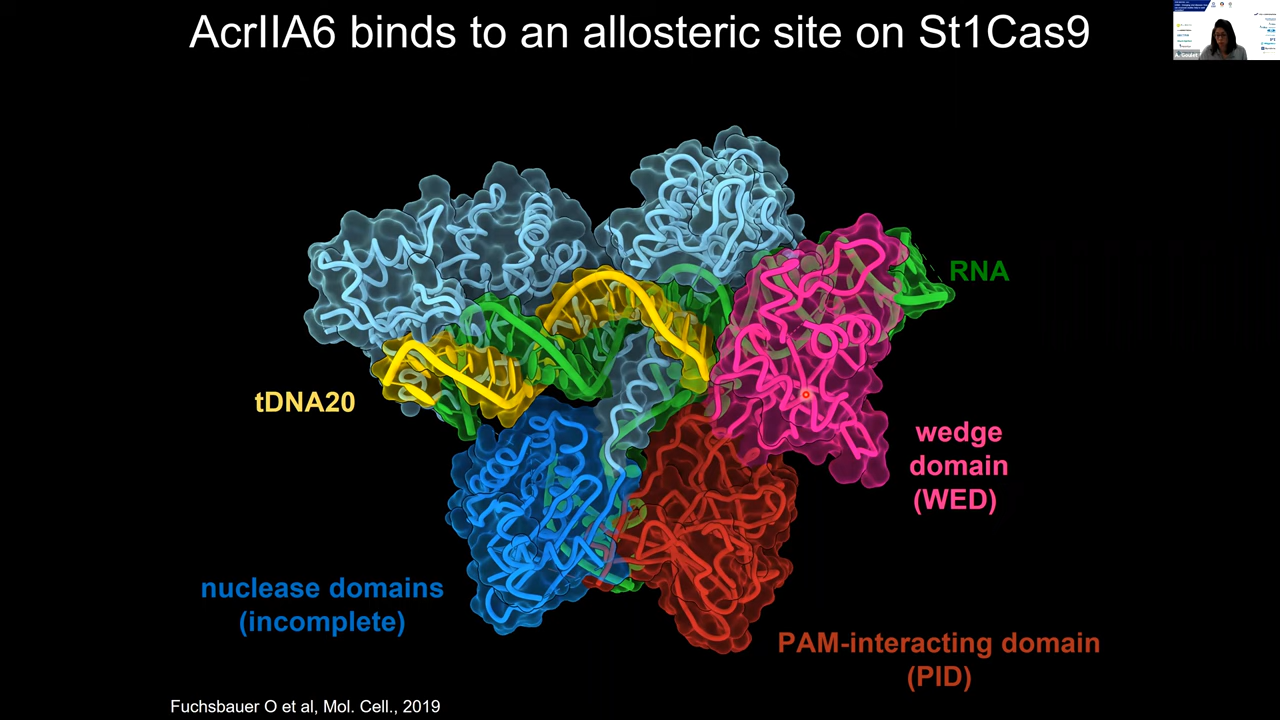 AcrIIA6 binds to an allosteric site on St1Cas9
A. Goulet
RNA
tDNA20
wedge
domain
(WED)
nuclease domains
(incomplete)
PAM-interacting domain
(PID)
Fuchsbauer O et al, Mol. Cell., 2019